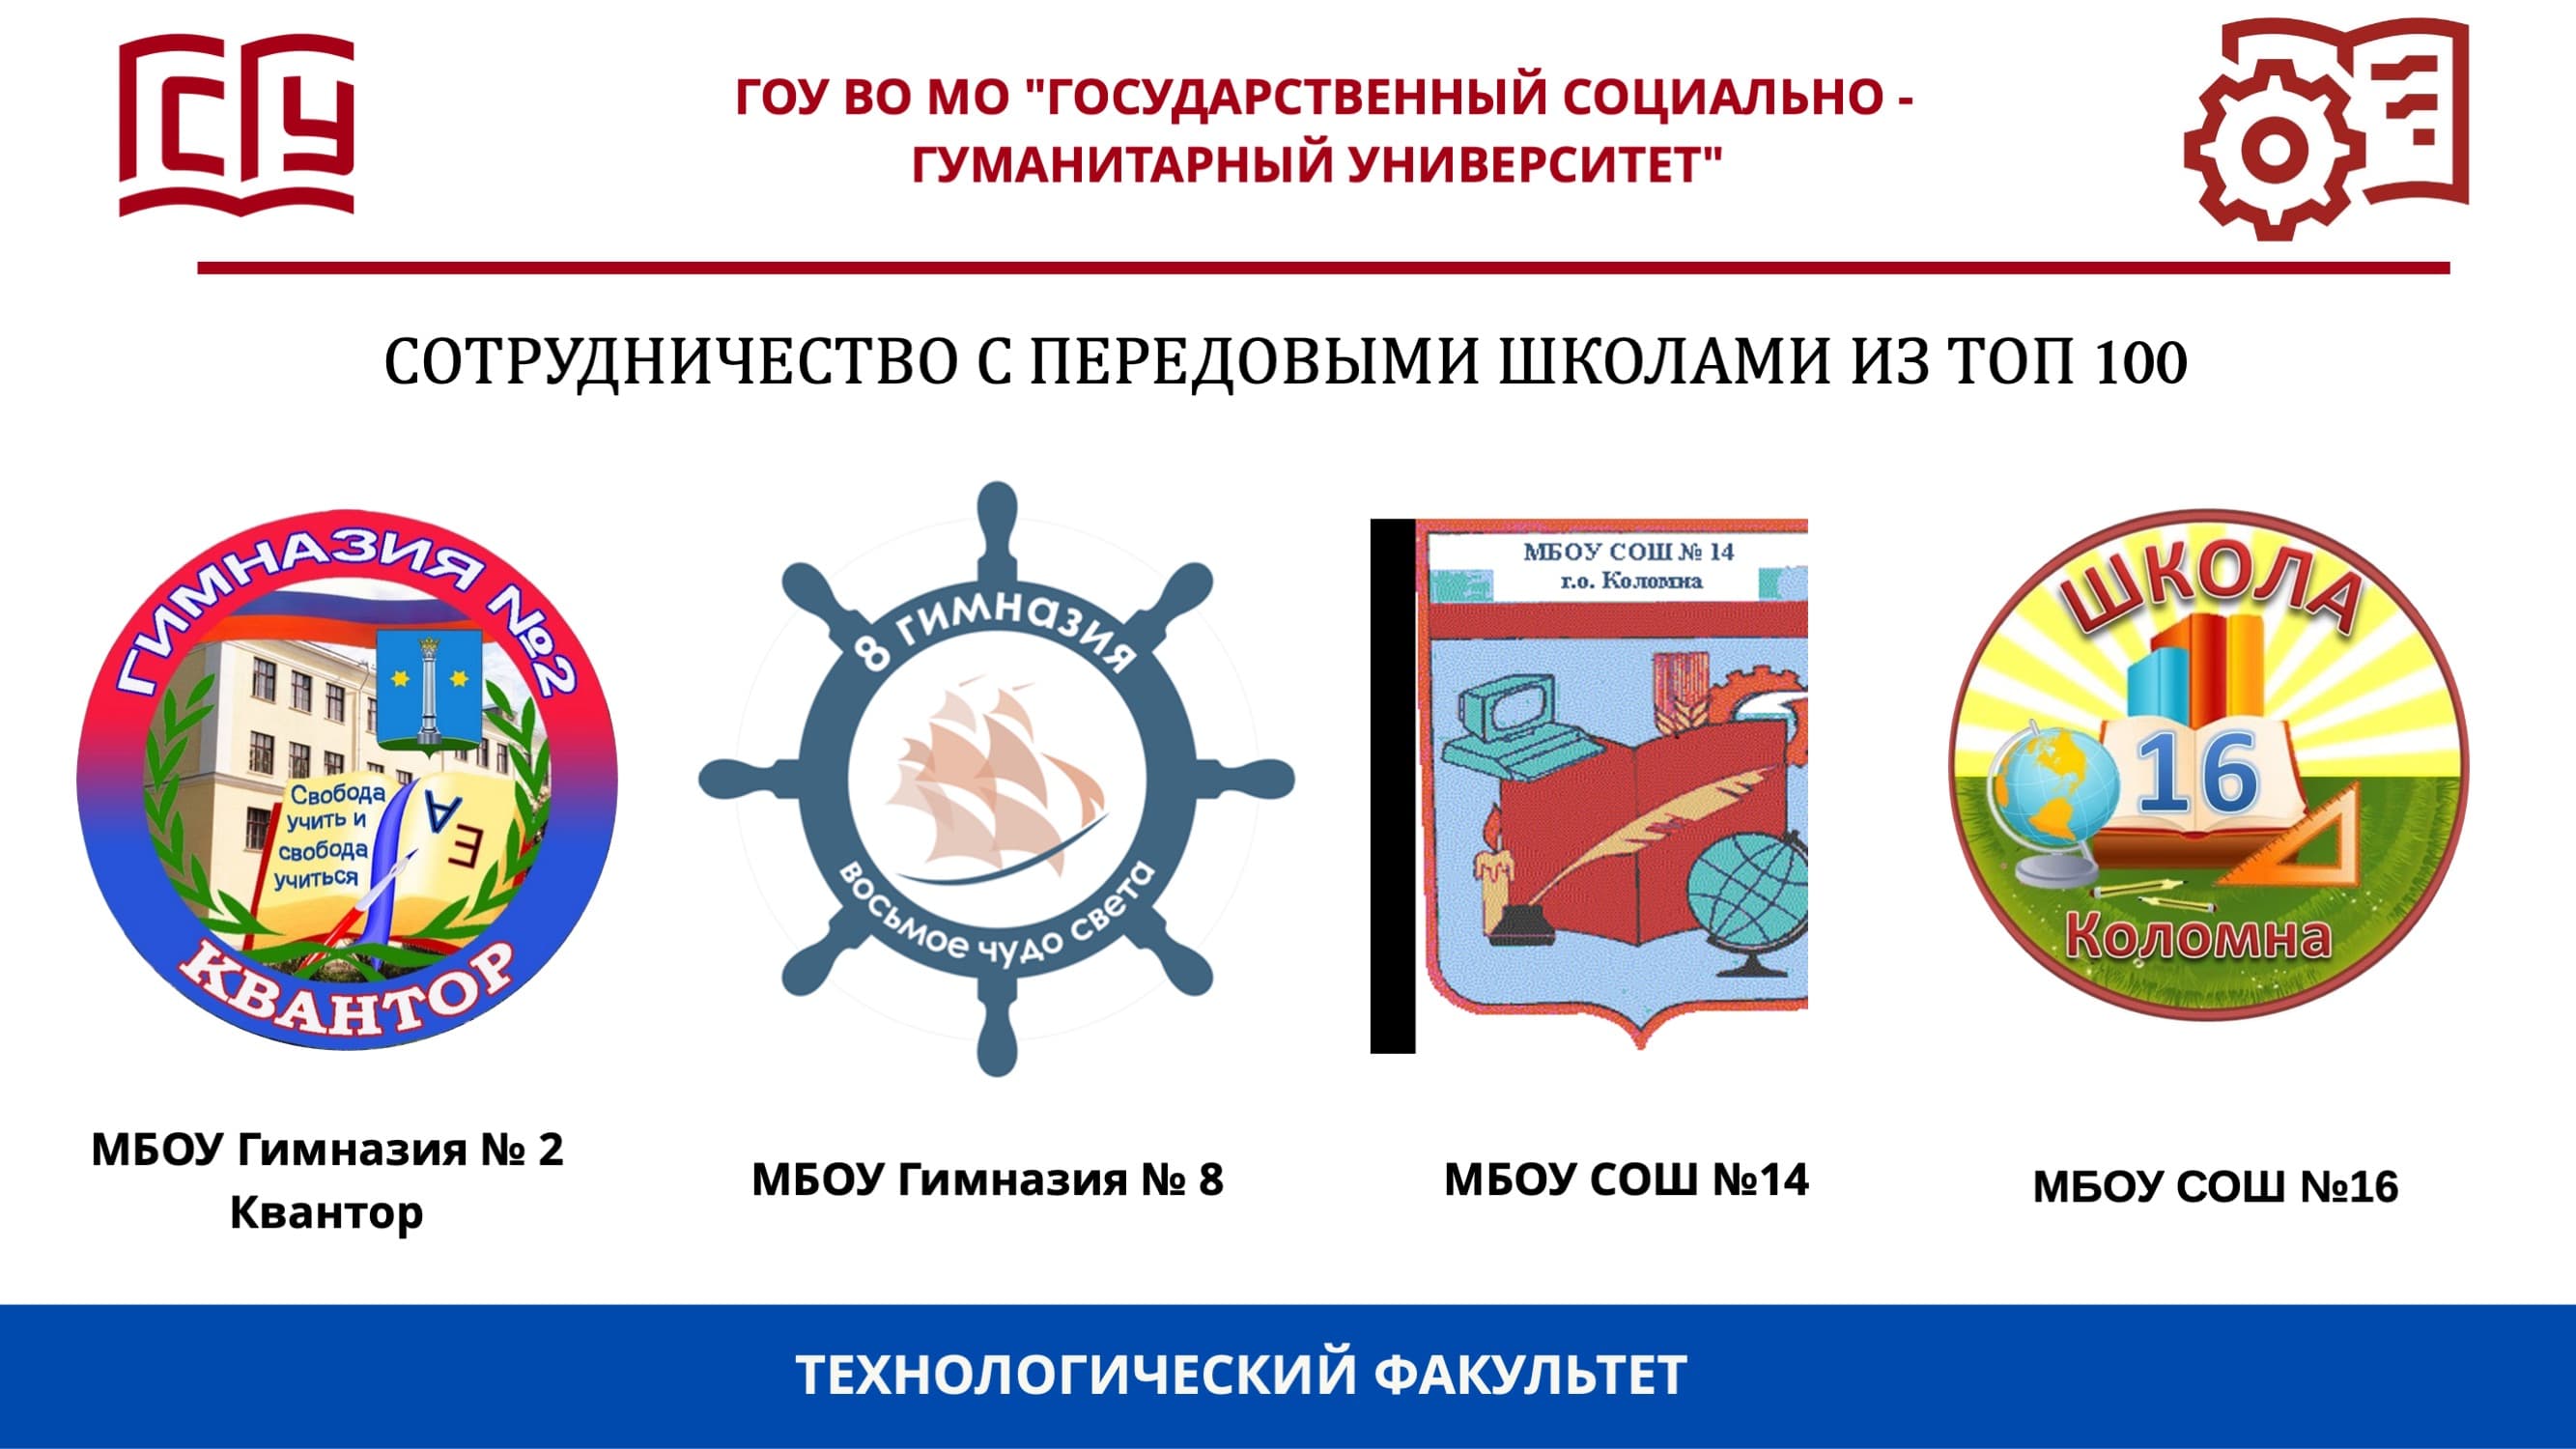 ГСГУ
ГОУ ВО МО "ГОСУДАРСТВЕННЫЙ СОЦИАЛЬНО -
ГУМАНИТАРНЫЙ УНИВЕРСИТЕТ"
СОТРУДНИЧЕСТВО С ПЕРЕДОВЫМИ ШКОЛАМИ ИЗ ТОП 100
ГИМНАЗИЯ №2
Свобода
учить и
свобода
учиться
А
Е
КВАНТОР
8 гимназия
восьмое чудо света
МБОУ СОШ № 14
г.о. Коломна
ШКОЛА
16
Коломна
МБОУ Гимназия № 2
Квантор
МБОУ Гимназия № 8
МБОУ СОШ №14
МБОУ СОШ №16
ТЕХНОЛОГИЧЕСКИЙ ФАКУЛЬТЕТ